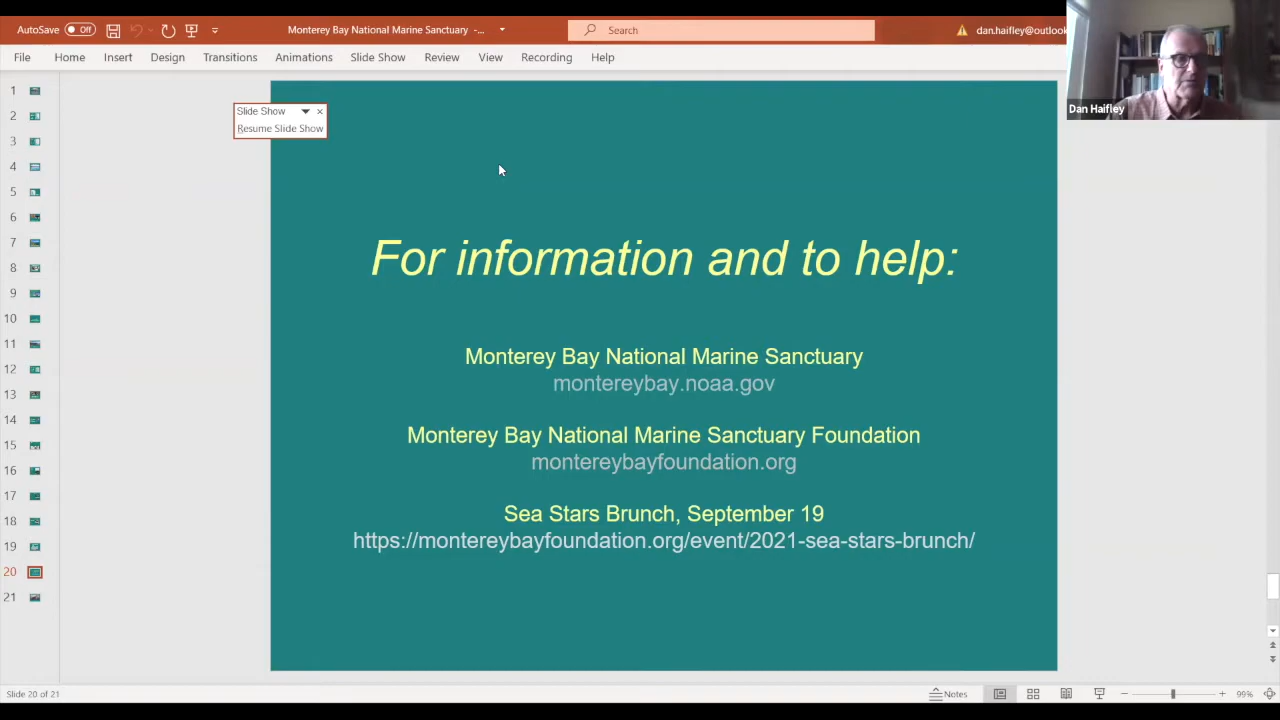 AutoSave Off
Monterey Bay National Marine Sanctuary -...
Search
dan.haifley@outlook
File Home Insert Design Transitions Animations Slide Show Review View Recording Help
Dan Haifley
Slide Show
Resume Slide Show
1
2
3
4
5
6
7
8
9
10
11
12
13
14
15
16
17
18
19
20
21
For information and to help:
Monterey Bay National Marine Sanctuary
montereybay.noaa.gov
Monterey Bay National Marine Sanctuary Foundation
montereybayfoundation.org
Sea Stars Brunch, September 19
https://montereybayfoundation.org/event/2021-sea-stars-brunch/
Slide 20 of 21
Notes
99%